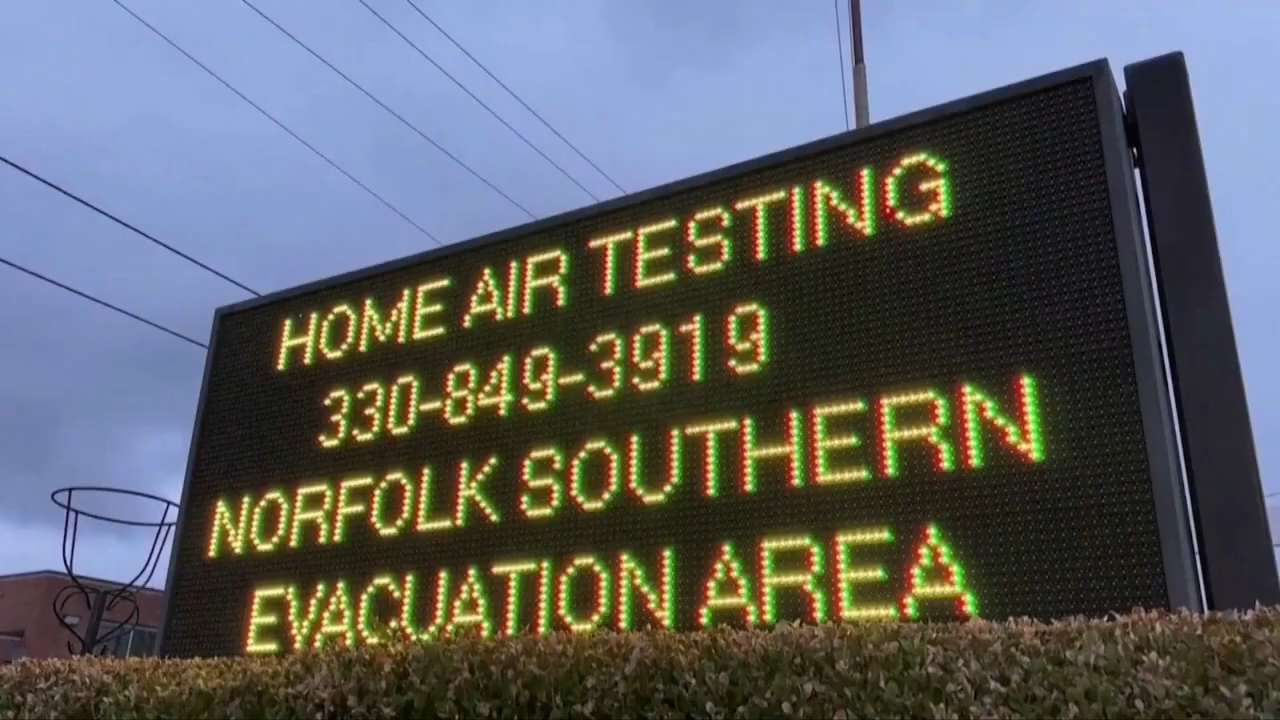 HOME AIR TESTING
330-849-3919
NORFOLK SOUTHERN
EVACUATION AREA